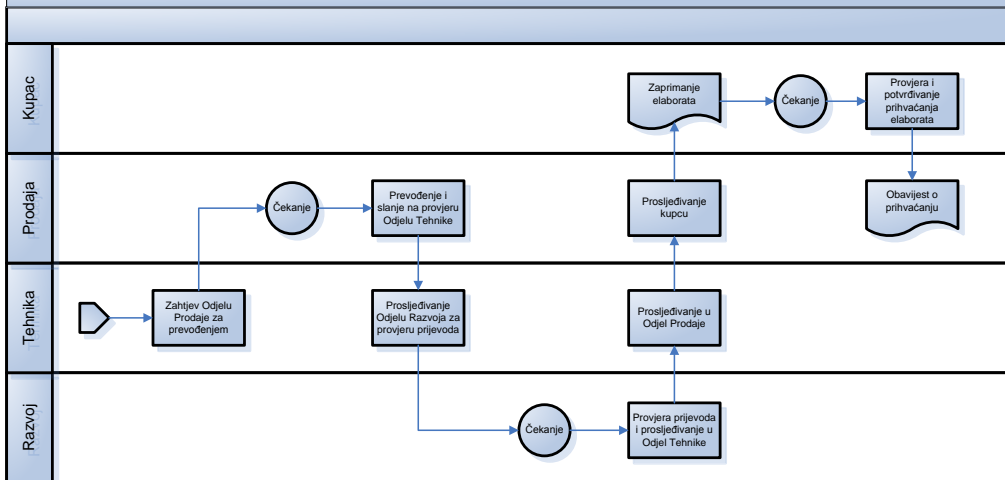 Kupac
Zaprimanje
elaborata
Čekanje
Provjera i
potvrđivanje
prihvaćanja
elaborata
Prodaja
Čekanje
Prevođenje i
slanje na provjeru
Odjelu Tehnike
Prosljeđivanje
kupcu
Obavijest o
prihvaćanju
Tehnika
Zahtjev Odjelu
Prodaje za
prevođenjem
Prosljeđivanje
Odjelu Razvoja za
provjeru prijevoda
Prosljeđivanje u
Odjel Prodaje
Razvoj
Čekanje
Provjera prijevoda
i prosljeđivanje u
Odjel Tehnike